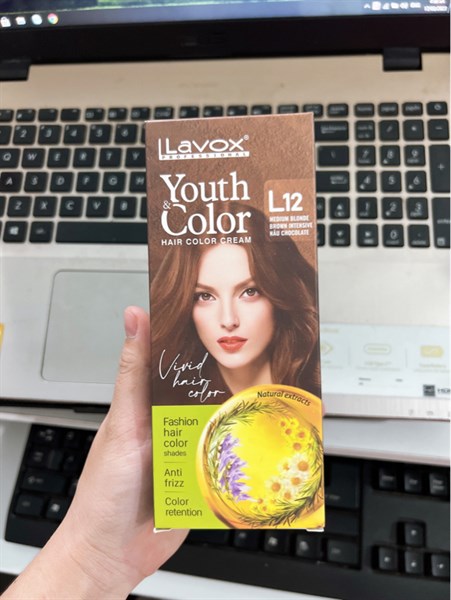 Lavox®
PROFESSIONAL
Youth
& Color
HAIR COLOR CREAM
L12
MEDIUM BLONDE
BROWN INTENSIVE
NÂU CHOCOLATE
Vivid
hair
color
Natural extracts
Fashion
hair
color
shades
Anti
frizz
Color
retention